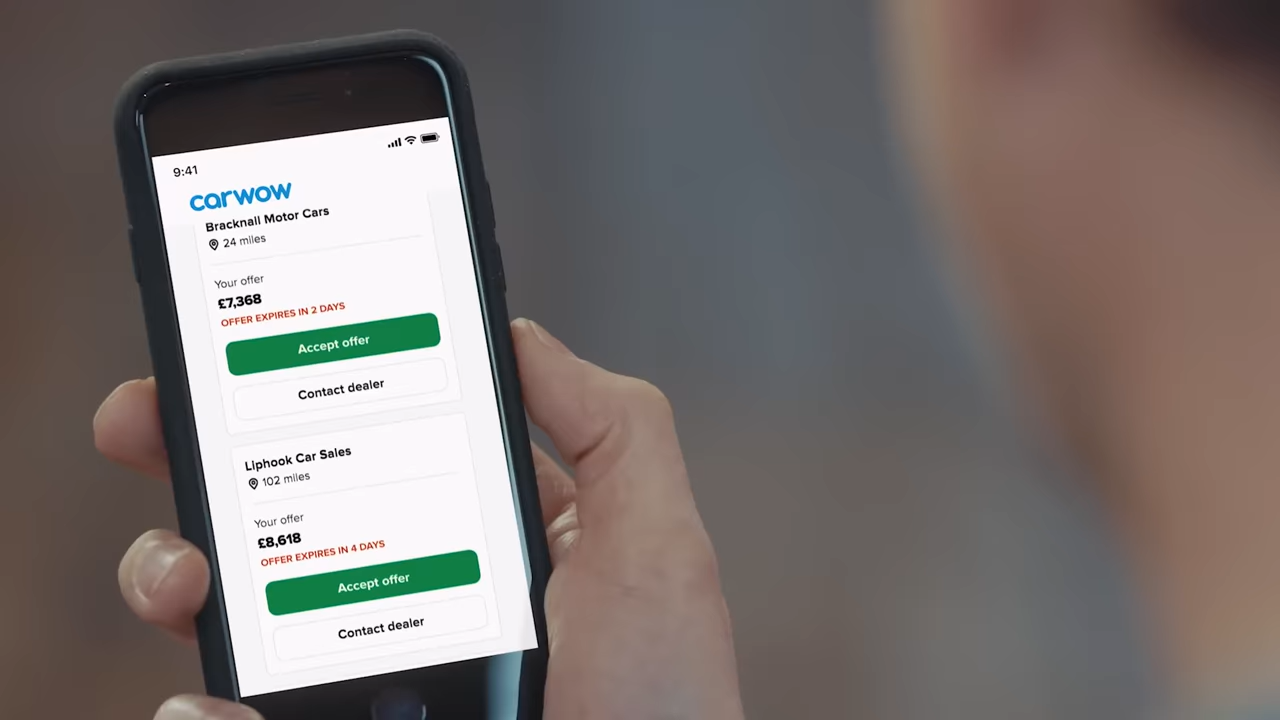 9:41
carwow
Bracknall Motor Cars
24 miles
Your offer
£7,368
OFFER EXPIRES IN 2 DAYS
Accept offer
Contact dealer
Liphook Car Sales
102 miles
Your offer
£8,618
OFFER EXPIRES IN 4 DAYS
Accept offer
Contact dealer